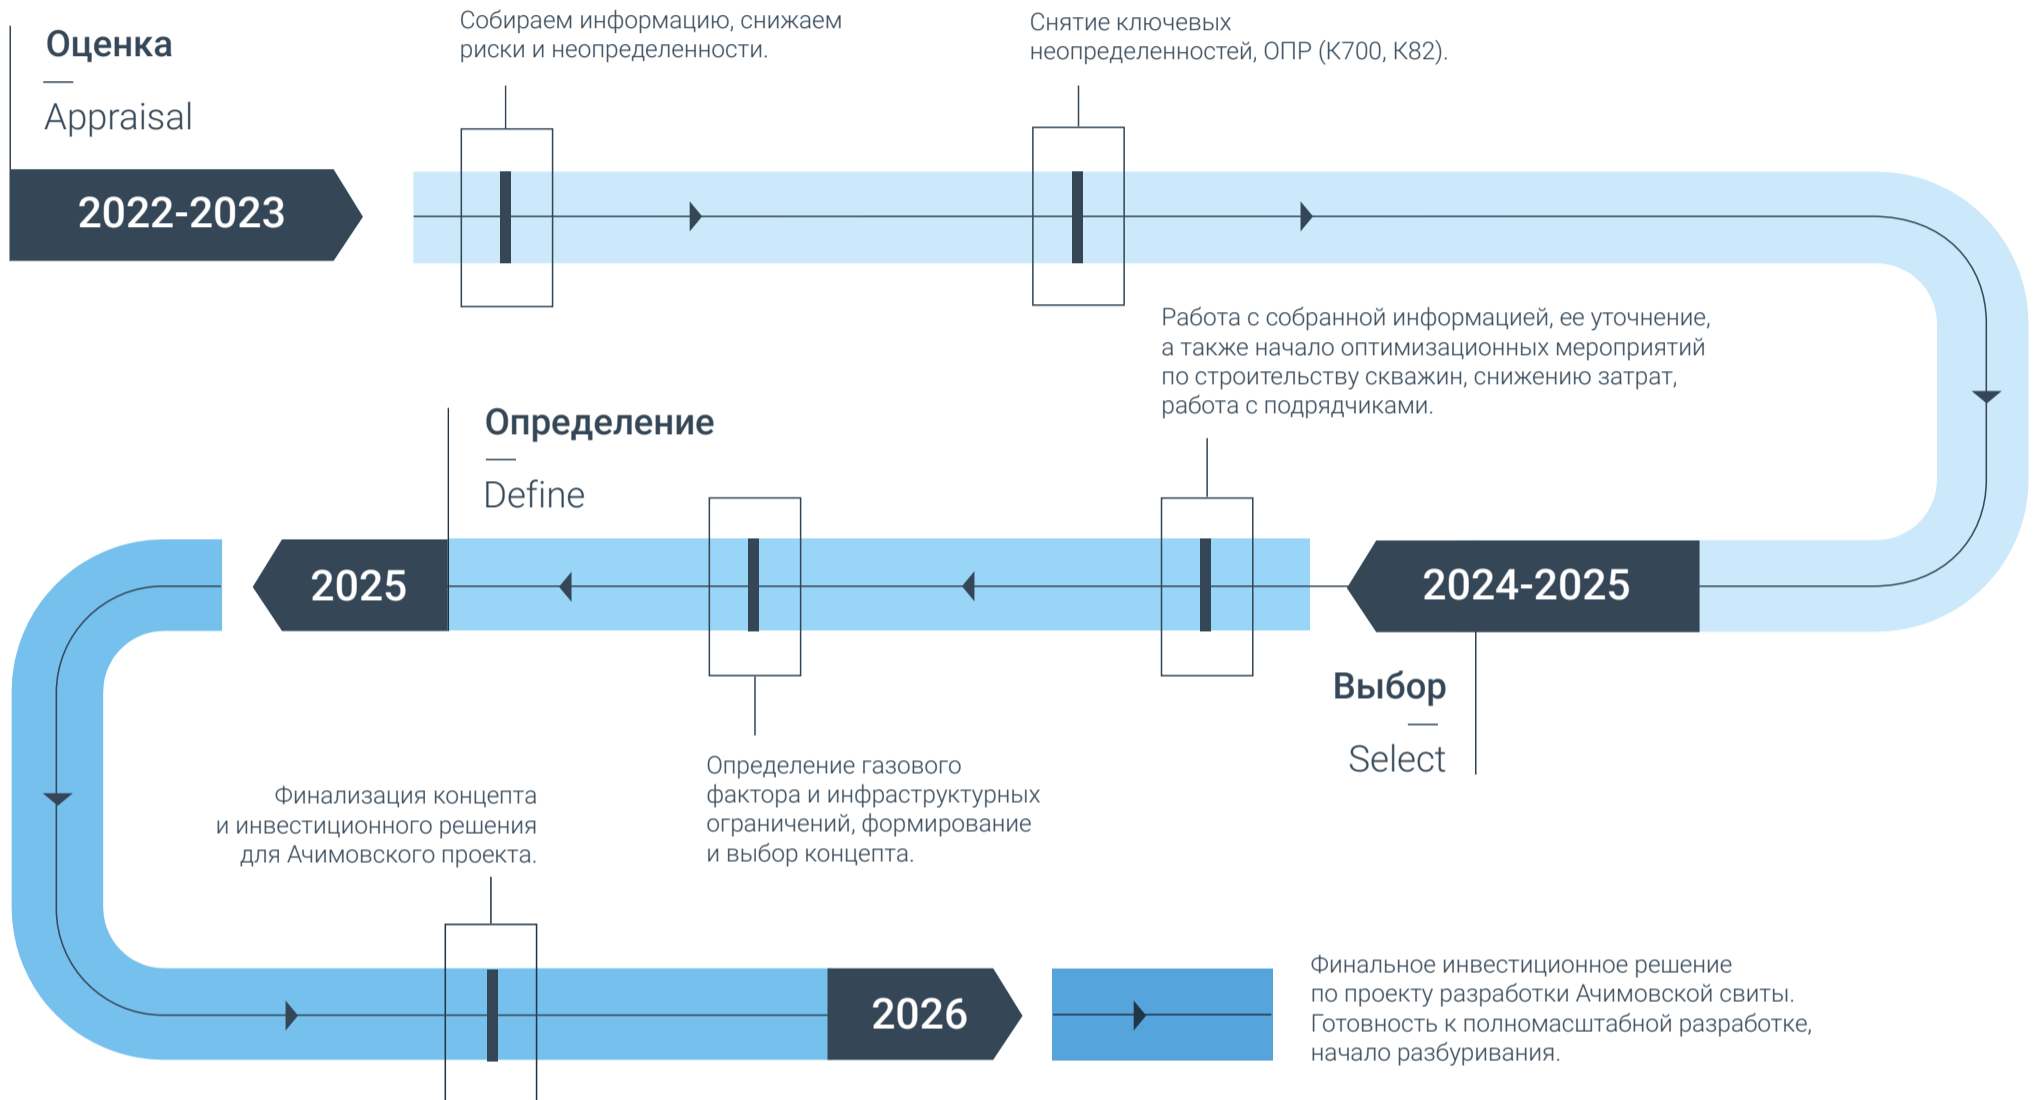 Оценка
Appraisal
2022-2023
Собираем информацию, снижаем
риски и неопределенности.
Снятие ключевых
неопределенностей, ОПР (К700, К82).
2024-2025
Выбор
Select
Работа с собранной информацией, ее уточнение,
а также начало оптимизационных мероприятий
по строительству скважин, снижению затрат,
работа с подрядчиками.
Определение газового
фактора и инфраструктурных
ограничений, формирование
и выбор концепта.
Определение
Define
2025
Финализация концепта
и инвестиционного решения
для Ачимовского проекта.
2026
Финальное инвестиционное решение
по проекту разработки Ачимовской свиты.
Готовность к полномасштабной разработке,
начало разбуривания.